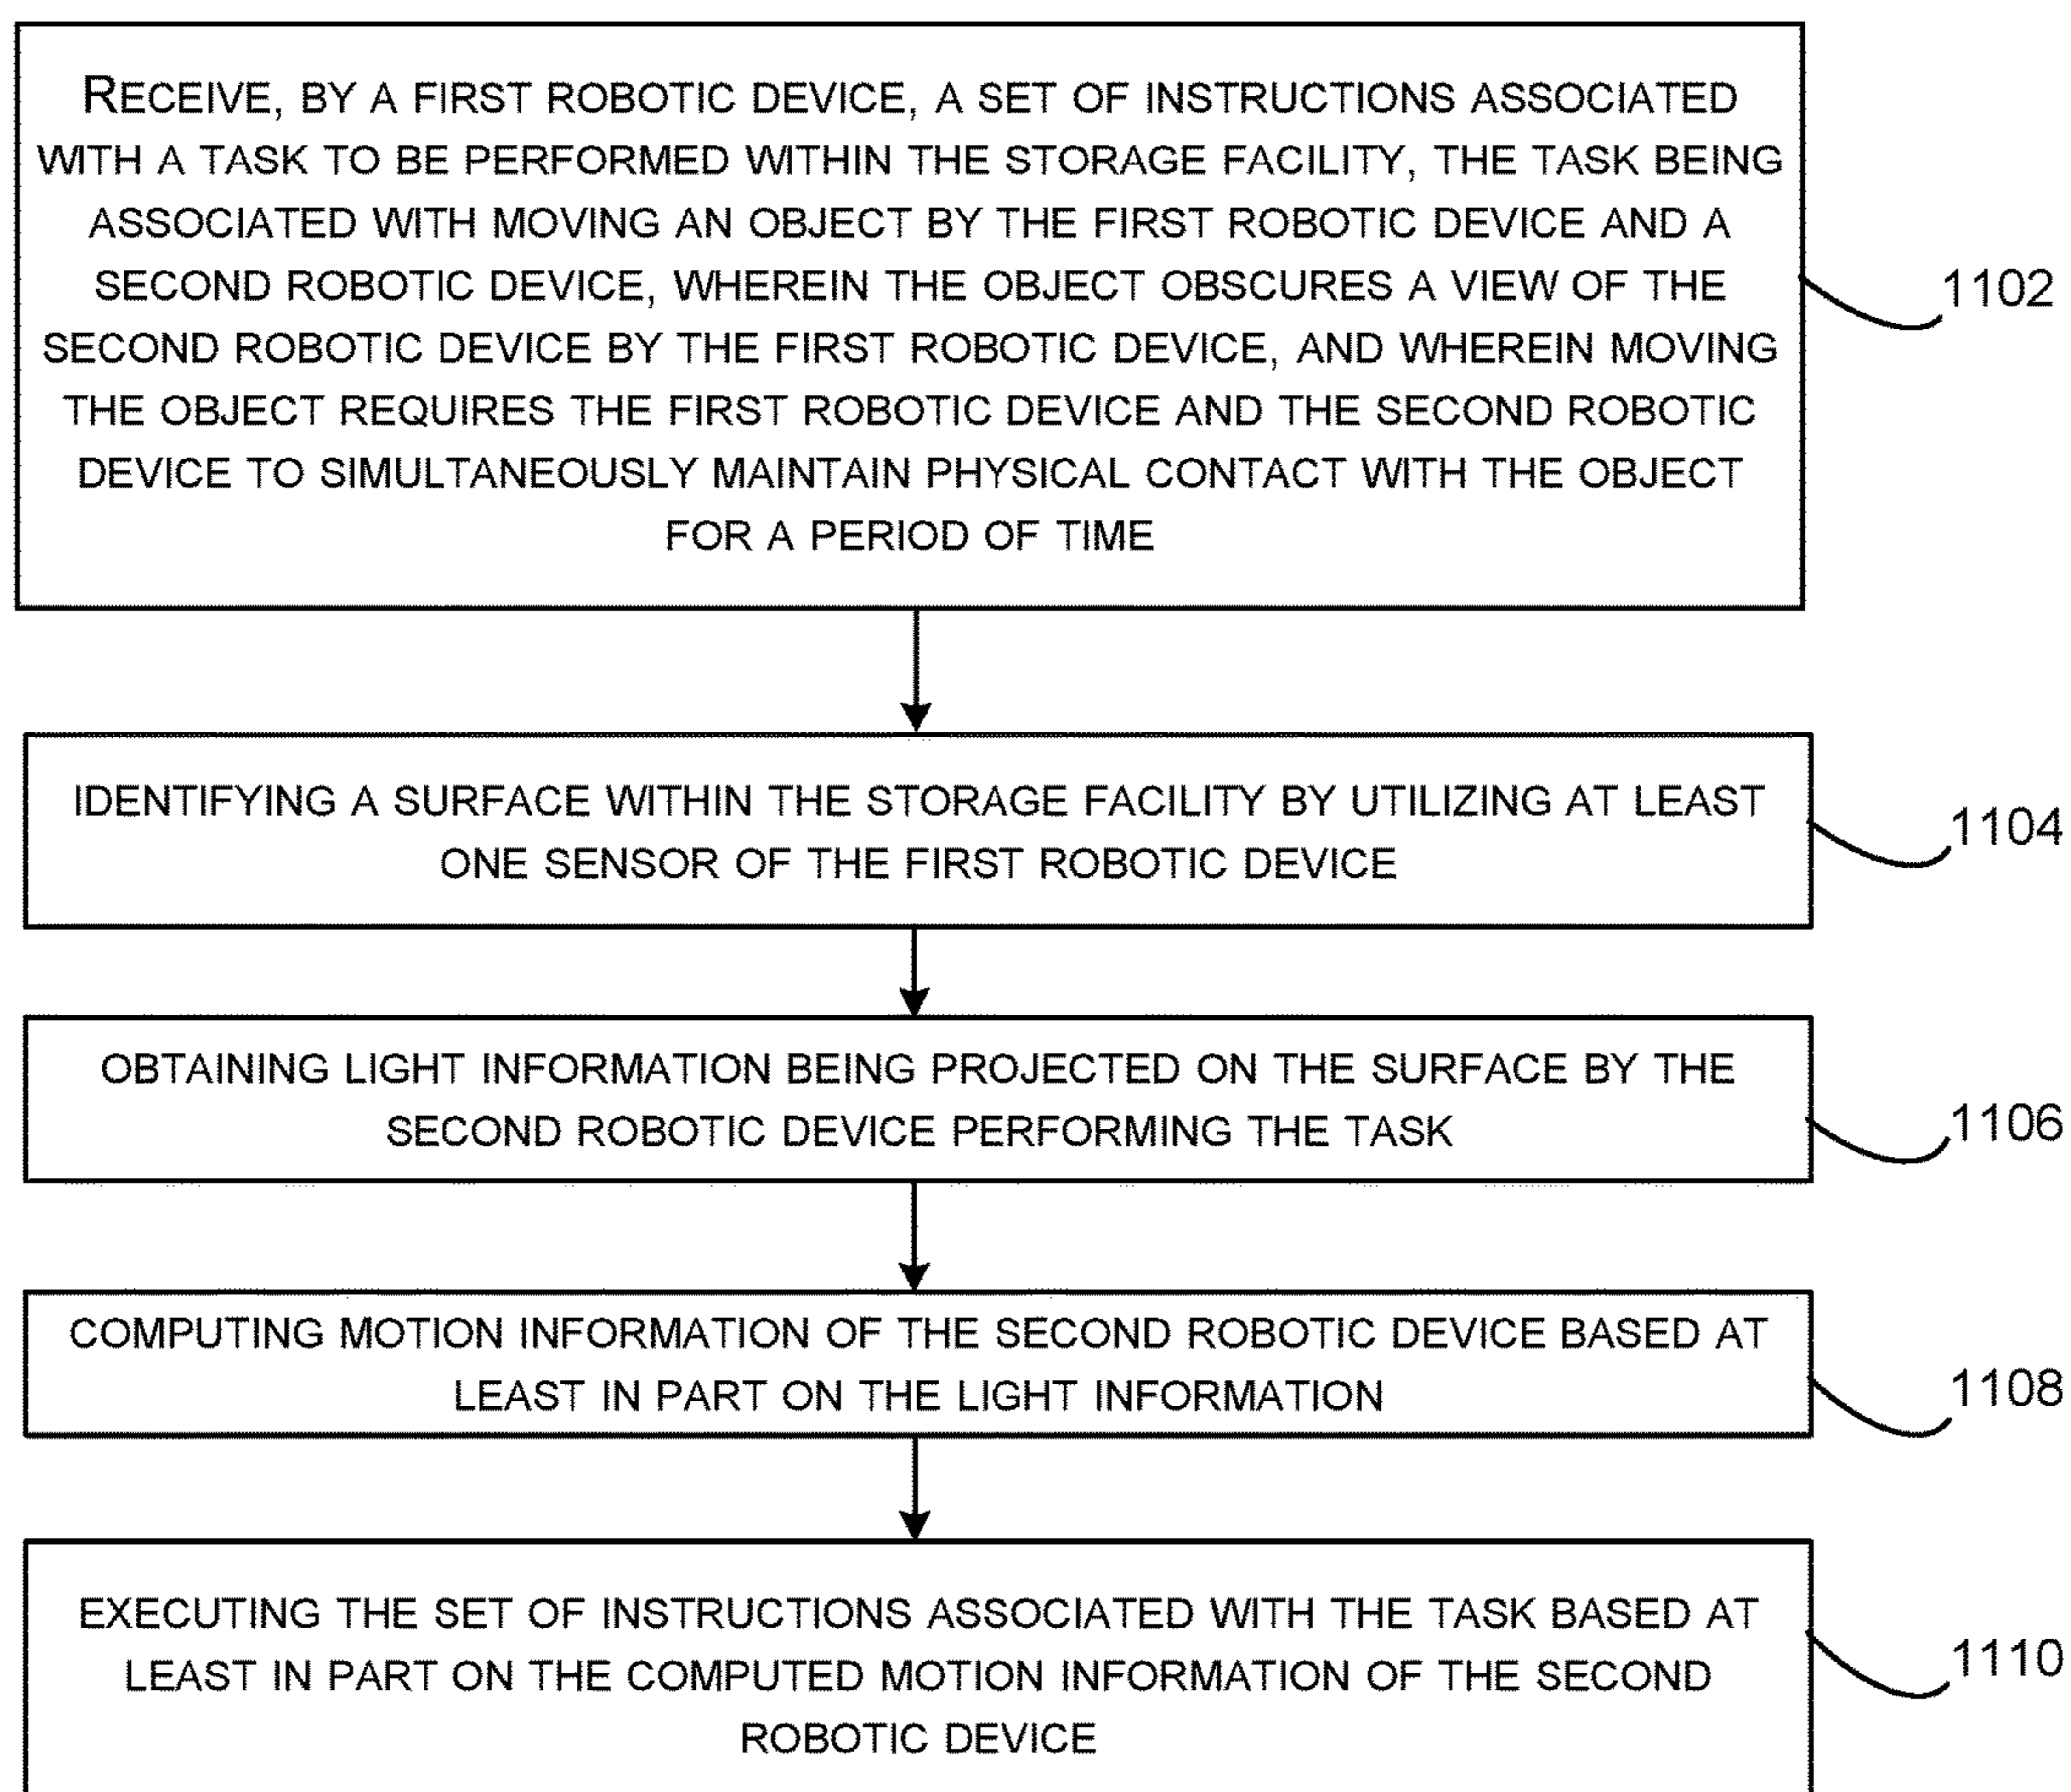 RECEIVE, BY A FIRST ROBOTIC DEVICE, A SET OF INSTRUCTIONS ASSOCIATED
WITH A TASK TO BE PERFORMED WITHIN THE STORAGE FACILITY, THE TASK BEING
ASSOCIATED WITH MOVING AN OBJECT BY THE FIRST ROBOTIC DEVICE AND A
SECOND ROBOTIC DEVICE, WHEREIN THE OBJECT OBSCURES A VIEW OF THE
SECOND ROBOTIC DEVICE BY THE FIRST ROBOTIC DEVICE, AND WHEREIN MOVING
THE OBJECT REQUIRES THE FIRST ROBOTIC DEVICE AND THE SECOND ROBOTIC
DEVICE TO SIMULTANEOUSLY MAINTAIN PHYSICAL CONTACT WITH THE OBJECT
FOR A PERIOD OF TIME
1102
IDENTIFYING A SURFACE WITHIN THE STORAGE FACILITY BY UTILIZING AT LEAST
ONE SENSOR OF THE FIRST ROBOTIC DEVICE
1104
OBTAINING LIGHT INFORMATION BEING PROJECTED ON THE SURFACE BY THE
SECOND ROBOTIC DEVICE PERFORMING THE TASK
1106
COMPUTING MOTION INFORMATION OF THE SECOND ROBOTIC DEVICE BASED AT
LEAST IN PART ON THE LIGHT INFORMATION
1108
EXECUTING THE SET OF INSTRUCTIONS ASSOCIATED WITH THE TASK BASED AT
LEAST IN PART ON THE COMPUTED MOTION INFORMATION OF THE SECOND
ROBOTIC DEVICE
1110